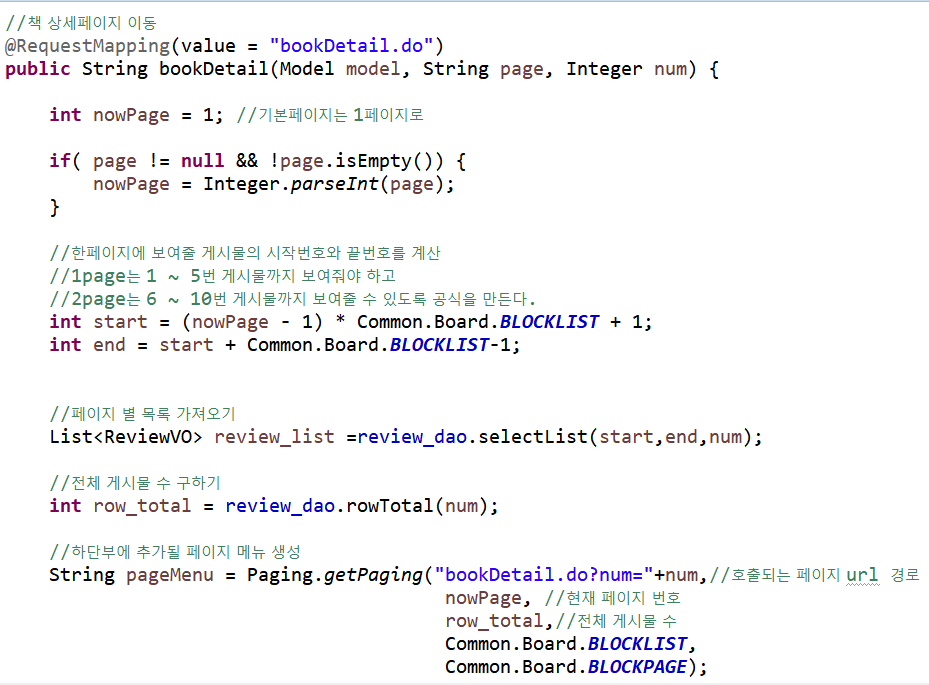 //책 상세페이지 이동
@RequestMapping(value = "bookDetail.do")
public String bookDetail(Model model, String page, Integer num) {
int nowPage = 1; //기본페이지는 1페이지로
if( page != null && !page.isEmpty()) {
nowPage = Integer.parseInt(page);
}
//한페이지에 보여줄 게시물의 시작번호와 끝번호를 계산
//1page는 1 ~ 5번 게시물까지 보여줘야 하고
//2page는 6 ~ 10번 게시물까지 보여줄 수 있도록 공식을 만든다.
int start = (nowPage - 1) * Common.Board.BLOCKLIST + 1;
int end = start + Common.Board.BLOCKLIST-1;
//페이지 별 목록 가져오기
List<ReviewVO> review_list =review_dao.selectList(start,end,num);
//전체 게시물 수 구하기
int row_total = review_dao.rowTotal(num);
//하단부에 추가될 페이지 메뉴 생성
String pageMenu = Paging.getPaging("bookDetail.do?num="+num,//호출되는 페이지 url 경로
nowPage, //현재 페이지 번호
row_total,//전체 게시물 수
Common.Board.BLOCKLIST,
Common.Board.BLOCKPAGE);